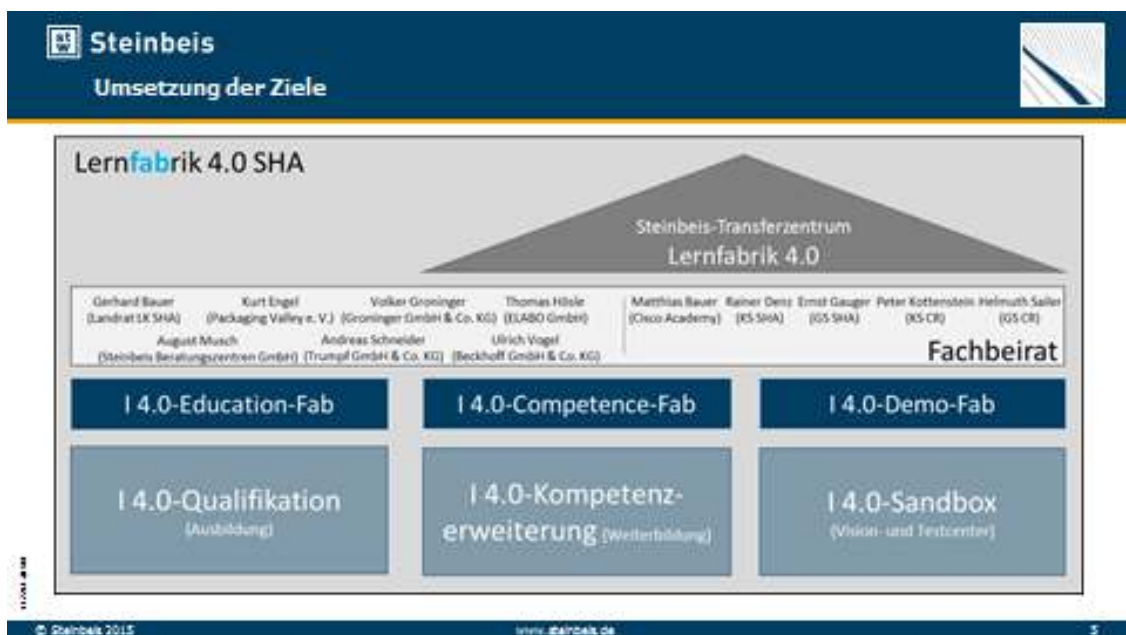 Steinbeis
Umsetzung der Ziele
Lernfabrik 4.0 SHA
Steinbeis-Transferzentrum
Lernfabrik 4.0
Gerhard Bauer Kurt Engel Volker Groninger Thomas Hösle Matthias Bauer Rainer Denz Ernst Gauger Peter Kottenstein Helmuth Sailer
(Landrat LK SHA) (Packaging Valley e. V.) (Groninger GmbH & Co. KG) (ELABO GmbH) (Cisco Academy) (KS SHA) (GS SHA) (KS CR) (GS CR)
August Musch Andreas Schneider Ulrich Vogel
(Steinbeis Beratungszentren GmbH) (Trumpf GmbH & Co. KG) (Beckhoff GmbH & Co. KG)
Fachbeirat
I 4.0-Education-Fab
I 4.0-Competence-Fab
I 4.0-Demo-Fab
I 4.0-Qualifikation
(Ausbildung)
I 4.0-Kompetenz-
erweiterung (Weiterbildung)
I 4.0-Sandbox
(Vision- und Testcenter)
© Steinbeis 2015 www.steinbeis.de 5